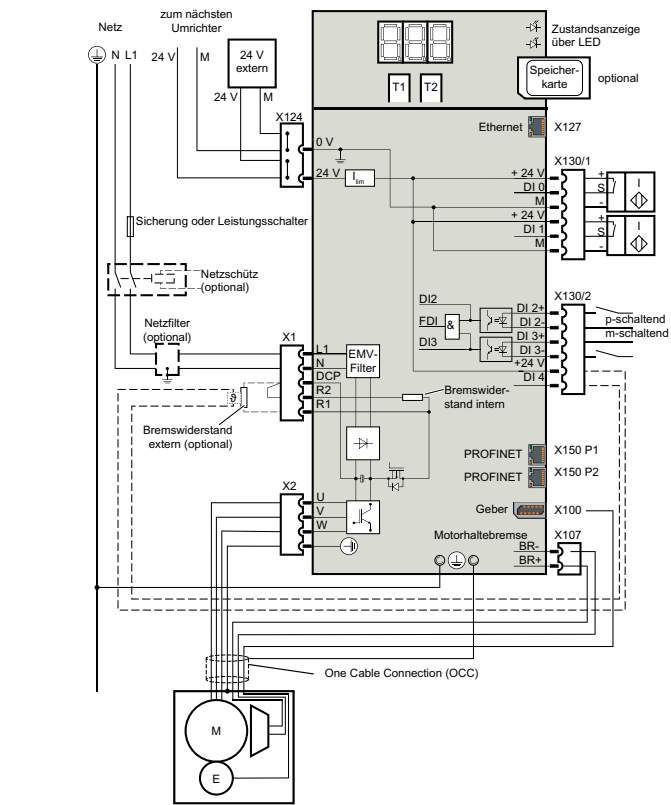 Netz
zum nächsten
Umrichter
N L1
24 V
M
24 V
extern
24 V
M
X124
T1
T2
Zustandsanzeige
über LED
Speicher-
karte
optional
Ethernet
X127
0 V
24 V
Ilim
X130/1
+ 24 V
DI 0
M
+ 24 V
DI 1
M
+
S
-
I
+
S
-
I
Sicherung oder Leistungsschalter
Netzschütz
(optional)
Netzfilter
(optional)
X130/2
DI2
FDI
DI3
&
DI 2+
DI 2-
DI 3+
DI 3-
+24 V
DI 4
p-schaltend
m-schaltend
X1
L1
N
DCP
R2
R1
EMV-
Filter
Bremswider-
stand intern
ϑ
Bremswiderstand
extern (optional)
PROFINET
X150 P1
PROFINET
X150 P2
X2
U
V
W
Geber
X100
Motorhaltebremse
X107
BR-
BR+
One Cable Connection (OCC)
M
E